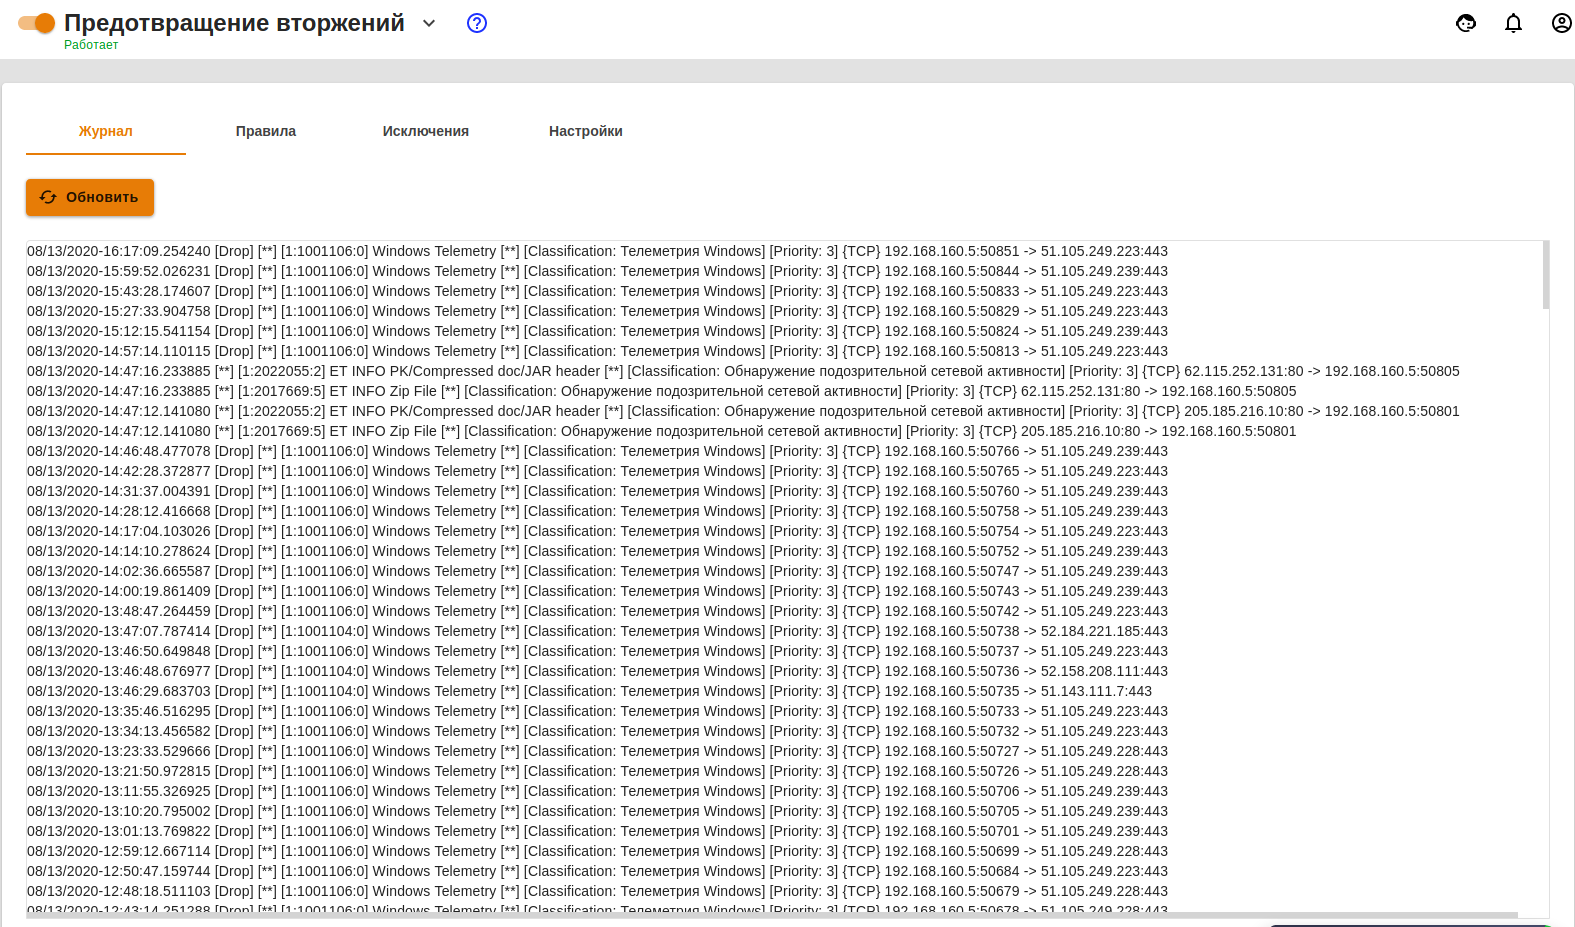 Предотвращение вторжений
Работает
Журнал
Правила
Исключения
Настройки
Обновить
08/13/2020-16:17:09.254240 [Drop] [**] [1:1001106:0] Windows Telemetry [**] [Classification: Телеметрия Windows] [Priority: 3] {TCP} 192.168.160.5:50851 -> 51.105.249.223:443
08/13/2020-15:59:52.026231 [Drop] [**] [1:1001106:0] Windows Telemetry [**] [Classification: Телеметрия Windows] [Priority: 3] {TCP} 192.168.160.5:50844 -> 51.105.249.239:443
08/13/2020-15:43:28.174607 [Drop] [**] [1:1001106:0] Windows Telemetry [**] [Classification: Телеметрия Windows] [Priority: 3] {TCP} 192.168.160.5:50833 -> 51.105.249.223:443
08/13/2020-15:27:33.904758 [Drop] [**] [1:1001106:0] Windows Telemetry [**] [Classification: Телеметрия Windows] [Priority: 3] {TCP} 192.168.160.5:50829 -> 51.105.249.223:443
08/13/2020-15:12:15.541154 [Drop] [**] [1:1001106:0] Windows Telemetry [**] [Classification: Телеметрия Windows] [Priority: 3] {TCP} 192.168.160.5:50824 -> 51.105.249.239:443
08/13/2020-14:57:14.110115 [Drop] [**] [1:1001106:0] Windows Telemetry [**] [Classification: Телеметрия Windows] [Priority: 3] {TCP} 192.168.160.5:50813 -> 51.105.249.223:443
08/13/2020-14:47:16.233885 [**] [1:2022055:2] ET INFO PK/Compressed doc/JAR header [**] [Classification: Обнаружение подозрительной сетевой активности] [Priority: 3] {TCP} 62.115.252.131:80 -> 192.168.160.5:50805
08/13/2020-14:47:16.233885 [**] [1:2017669:5] ET INFO Zip File [**] [Classification: Обнаружение подозрительной сетевой активности] [Priority: 3] {TCP} 62.115.252.131:80 -> 192.168.160.5:50805
08/13/2020-14:47:12.141080 [**] [1:2022055:2] ET INFO PK/Compressed doc/JAR header [**] [Classification: Обнаружение подозрительной сетевой активности] [Priority: 3] {TCP} 205.185.216.10:80 -> 192.168.160.5:50801
08/13/2020-14:47:12.141080 [**] [1:2017669:5] ET INFO Zip File [**] [Classification: Обнаружение подозрительной сетевой активности] [Priority: 3] {TCP} 205.185.216.10:80 -> 192.168.160.5:50801
08/13/2020-14:46:48.477078 [Drop] [**] [1:1001106:0] Windows Telemetry [**] [Classification: Телеметрия Windows] [Priority: 3] {TCP} 192.168.160.5:50766 -> 51.105.249.239:443
08/13/2020-14:42:28.372877 [Drop] [**] [1:1001106:0] Windows Telemetry [**] [Classification: Телеметрия Windows] [Priority: 3] {TCP} 192.168.160.5:50765 -> 51.105.249.223:443
08/13/2020-14:31:37.004391 [Drop] [**] [1:1001106:0] Windows Telemetry [**] [Classification: Телеметрия Windows] [Priority: 3] {TCP} 192.168.160.5:50760 -> 51.105.249.239:443
08/13/2020-14:28:12.416668 [Drop] [**] [1:1001106:0] Windows Telemetry [**] [Classification: Телеметрия Windows] [Priority: 3] {TCP} 192.168.160.5:50758 -> 51.105.249.239:443
08/13/2020-14:17:04.103026 [Drop] [**] [1:1001106:0] Windows Telemetry [**] [Classification: Телеметрия Windows] [Priority: 3] {TCP} 192.168.160.5:50754 -> 51.105.249.223:443
08/13/2020-14:14:10.278624 [Drop] [**] [1:1001106:0] Windows Telemetry [**] [Classification: Телеметрия Windows] [Priority: 3] {TCP} 192.168.160.5:50752 -> 51.105.249.239:443
08/13/2020-14:02:36.665587 [Drop] [**] [1:1001106:0] Windows Telemetry [**] [Classification: Телеметрия Windows] [Priority: 3] {TCP} 192.168.160.5:50747 -> 51.105.249.239:443
08/13/2020-14:00:19.861409 [Drop] [**] [1:1001106:0] Windows Telemetry [**] [Classification: Телеметрия Windows] [Priority: 3] {TCP} 192.168.160.5:50743 -> 51.105.249.239:443
08/13/2020-13:48:47.264459 [Drop] [**] [1:1001106:0] Windows Telemetry [**] [Classification: Телеметрия Windows] [Priority: 3] {TCP} 192.168.160.5:50742 -> 51.105.249.223:443
08/13/2020-13:47:07.787414 [Drop] [**] [1:1001104:0] Windows Telemetry [**] [Classification: Телеметрия Windows] [Priority: 3] {TCP} 192.168.160.5:50738 -> 52.184.221.185:443
08/13/2020-13:46:50.649848 [Drop] [**] [1:1001106:0] Windows Telemetry [**] [Classification: Телеметрия Windows] [Priority: 3] {TCP} 192.168.160.5:50737 -> 51.105.249.223:443
08/13/2020-13:46:48.676977 [Drop] [**] [1:1001104:0] Windows Telemetry [**] [Classification: Телеметрия Windows] [Priority: 3] {TCP} 192.168.160.5:50736 -> 52.158.208.111:443
08/13/2020-13:46:29.683703 [Drop] [**] [1:1001104:0] Windows Telemetry [**] [Classification: Телеметрия Windows] [Priority: 3] {TCP} 192.168.160.5:50735 -> 51.143.111.7:443
08/13/2020-13:35:46.516295 [Drop] [**] [1:1001106:0] Windows Telemetry [**] [Classification: Телеметрия Windows] [Priority: 3] {TCP} 192.168.160.5:50733 -> 51.105.249.223:443
08/13/2020-13:34:13.456582 [Drop] [**] [1:1001106:0] Windows Telemetry [**] [Classification: Телеметрия Windows] [Priority: 3] {TCP} 192.168.160.5:50732 -> 51.105.249.223:443
08/13/2020-13:23:33.529666 [Drop] [**] [1:1001106:0] Windows Telemetry [**] [Classification: Телеметрия Windows] [Priority: 3] {TCP} 192.168.160.5:50727 -> 51.105.249.228:443
08/13/2020-13:21:50.972815 [Drop] [**] [1:1001106:0] Windows Telemetry [**] [Classification: Телеметрия Windows] [Priority: 3] {TCP} 192.168.160.5:50726 -> 51.105.249.228:443
08/13/2020-13:11:55.326925 [Drop] [**] [1:1001106:0] Windows Telemetry [**] [Classification: Телеметрия Windows] [Priority: 3] {TCP} 192.168.160.5:50706 -> 51.105.249.239:443
08/13/2020-13:10:20.795002 [Drop] [**] [1:1001106:0] Windows Telemetry [**] [Classification: Телеметрия Windows] [Priority: 3] {TCP} 192.168.160.5:50705 -> 51.105.249.239:443
08/13/2020-13:01:13.769822 [Drop] [**] [1:1001106:0] Windows Telemetry [**] [Classification: Телеметрия Windows] [Priority: 3] {TCP} 192.168.160.5:50701 -> 51.105.249.239:443
08/13/2020-12:59:12.667114 [Drop] [**] [1:1001106:0] Windows Telemetry [**] [Classification: Телеметрия Windows] [Priority: 3] {TCP} 192.168.160.5:50699 -> 51.105.249.228:443
08/13/2020-12:50:47.159744 [Drop] [**] [1:1001106:0] Windows Telemetry [**] [Classification: Телеметрия Windows] [Priority: 3] {TCP} 192.168.160.5:50684 -> 51.105.249.223:443
08/13/2020-12:48:18.511103 [Drop] [**] [1:1001106:0] Windows Telemetry [**] [Classification: Телеметрия Windows] [Priority: 3] {TCP} 192.168.160.5:50679 -> 51.105.249.228:443
08/13/2020-12:43:14.251288 [Drop] [**] [1:1001106:0] Windows Telemetry [**] [Classification: Телеметрия Windows] [Priority: 3] {TCP} 192.168.160.5:50678 -> 51.105.249.228:443